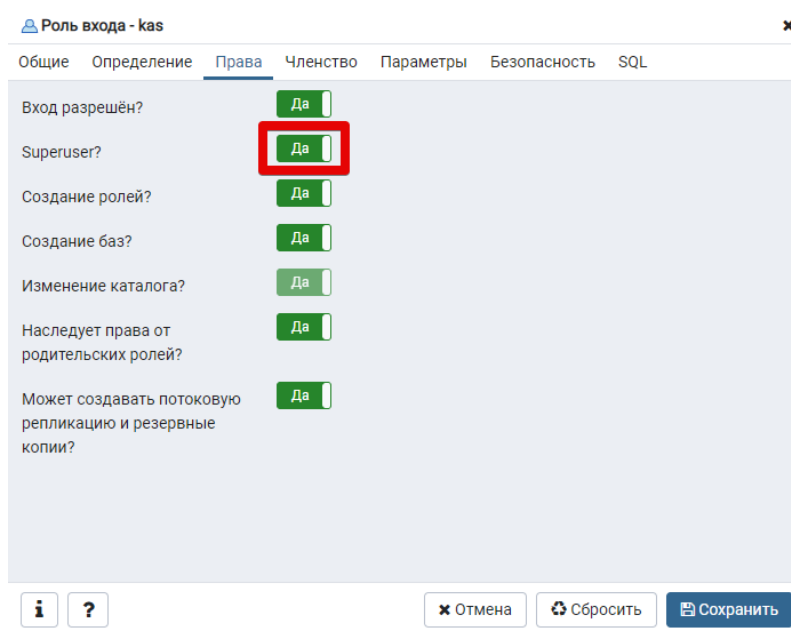 Роль входа - kas
Общие Определение Права Членство Параметры Безопасность SQL
Вход разрешён? Да
Superuser? Да
Создание ролей? Да
Создание баз? Да
Изменение каталога? Да
Наследует права от Да
родительских ролей?
Может создавать потоковую Да
репликацию и резервные
копии?
i ? Отмена Сбросить Сохранить